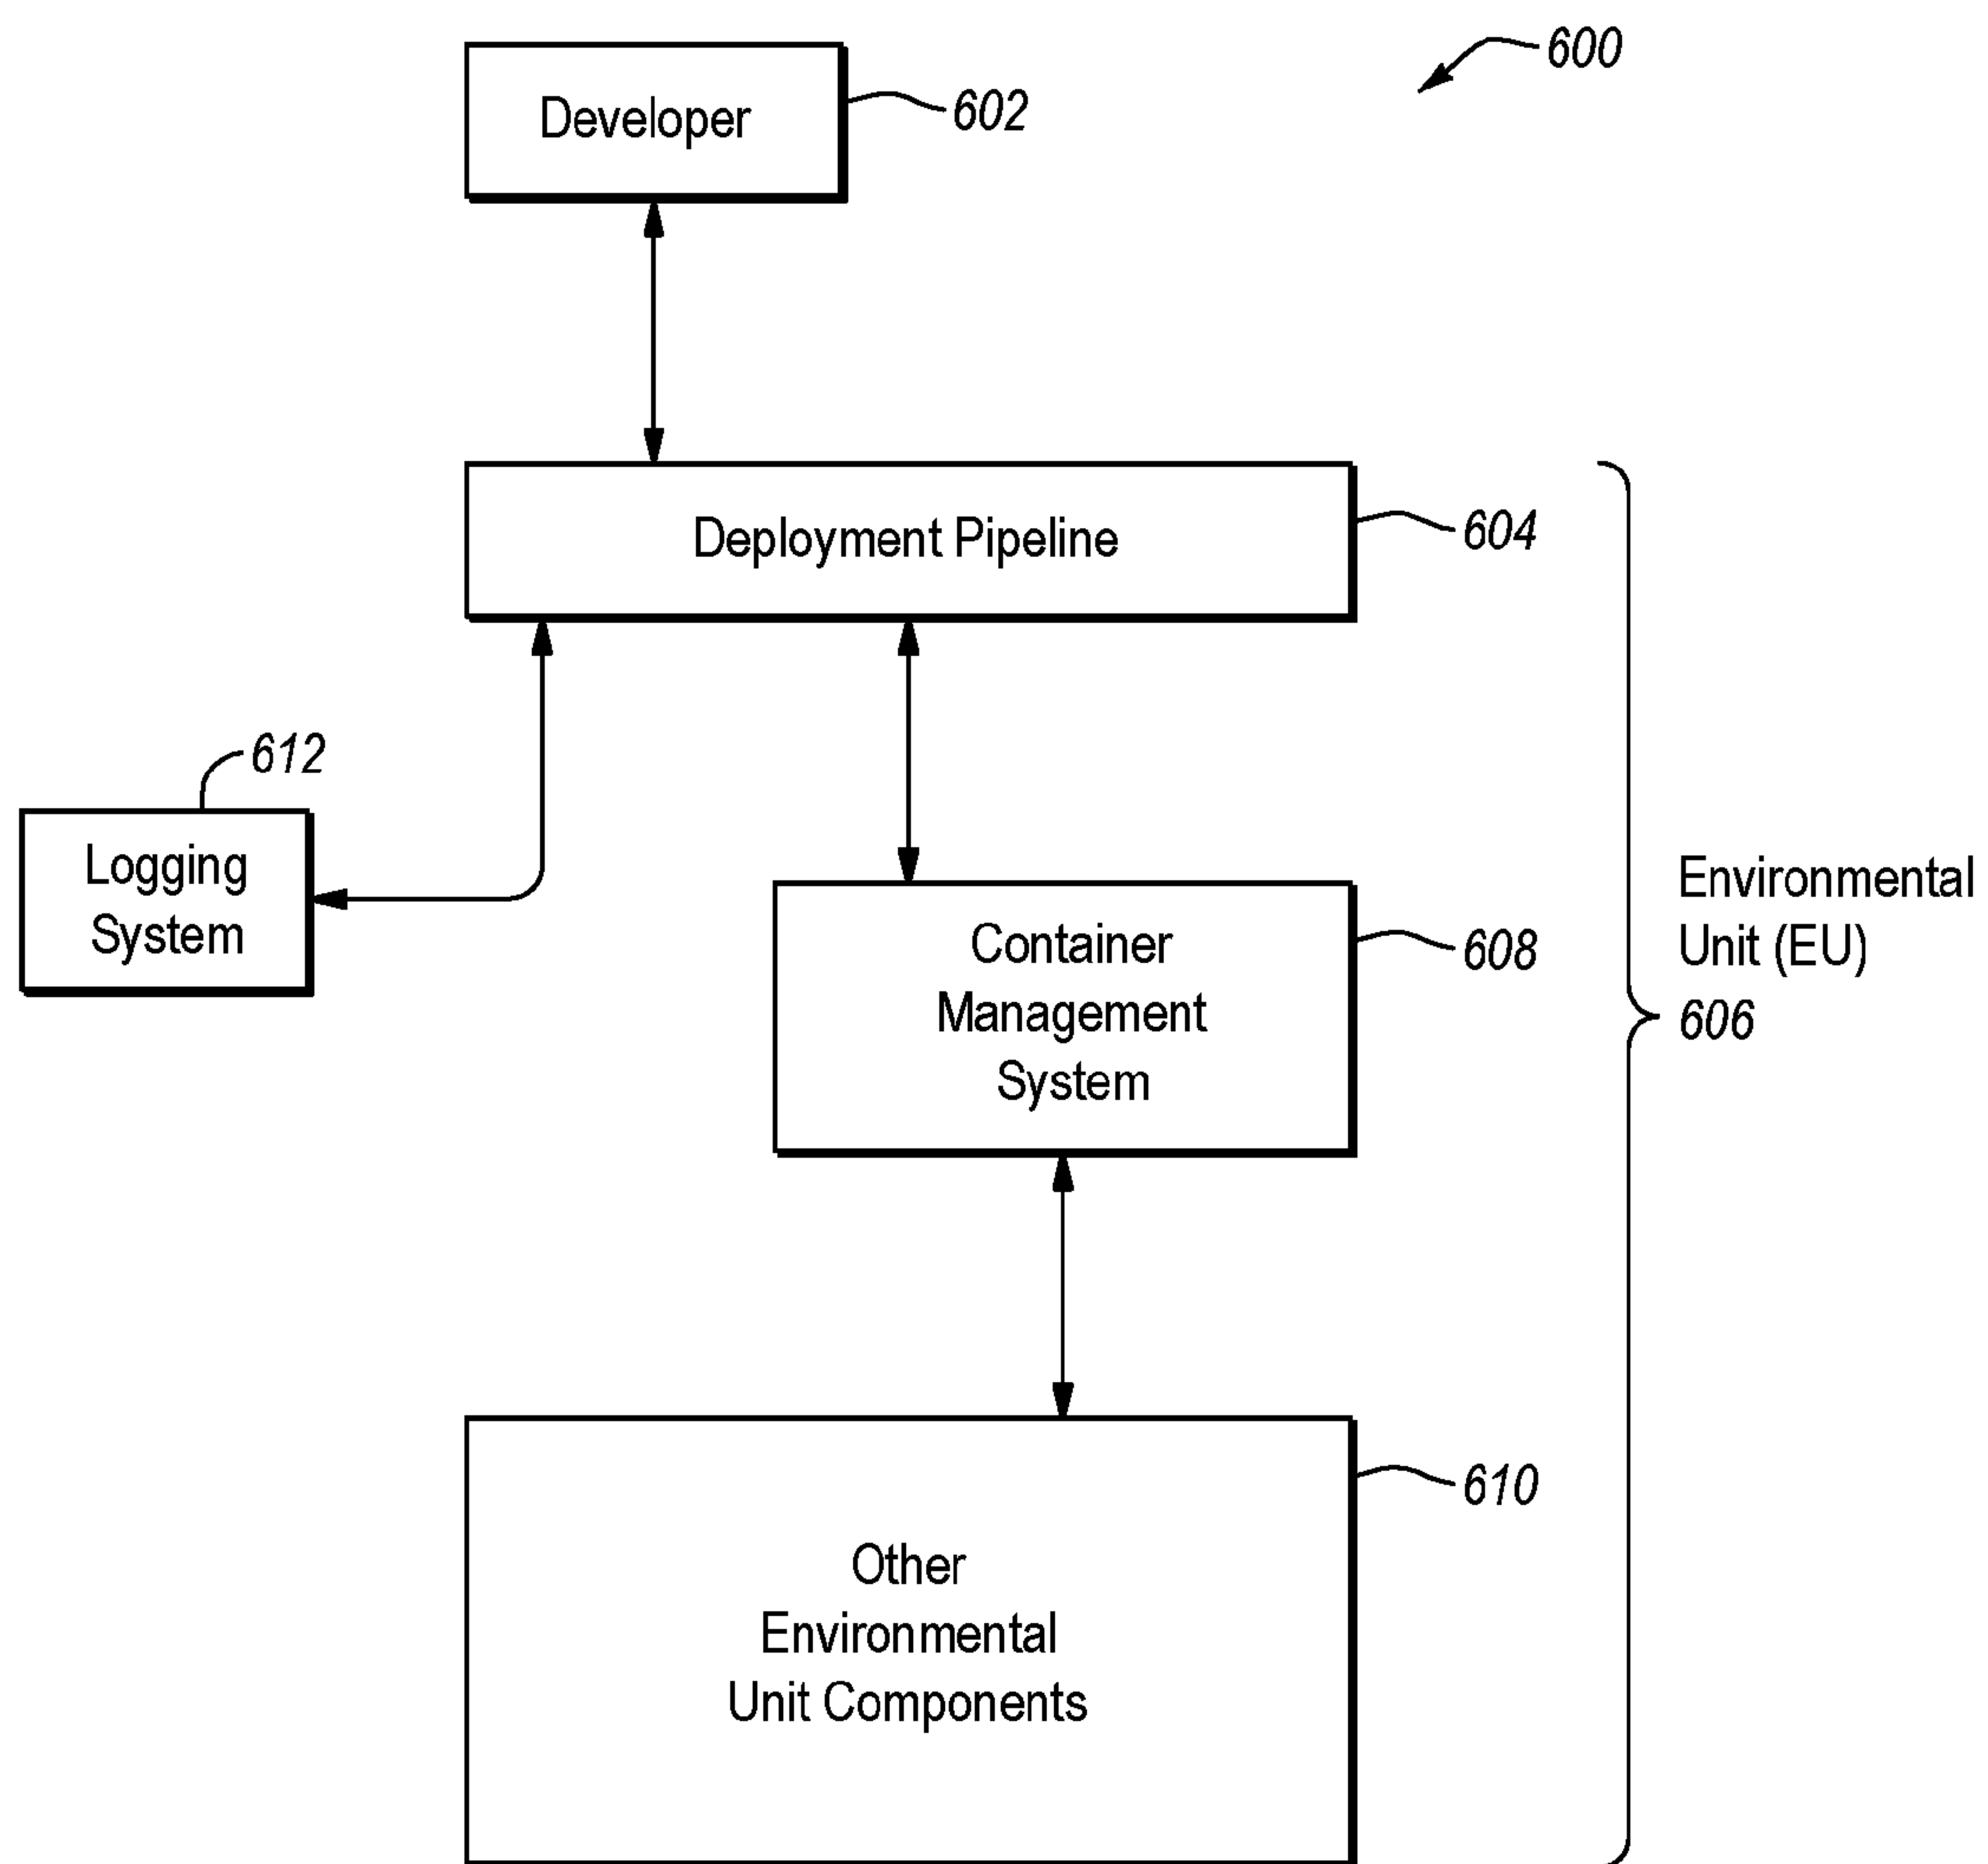 600
Developer
602
Deployment Pipeline
604
612
Logging
System
Container
Management
System
608
Environmental
Unit (EU)
606
610
Other
Environmental
Unit Components